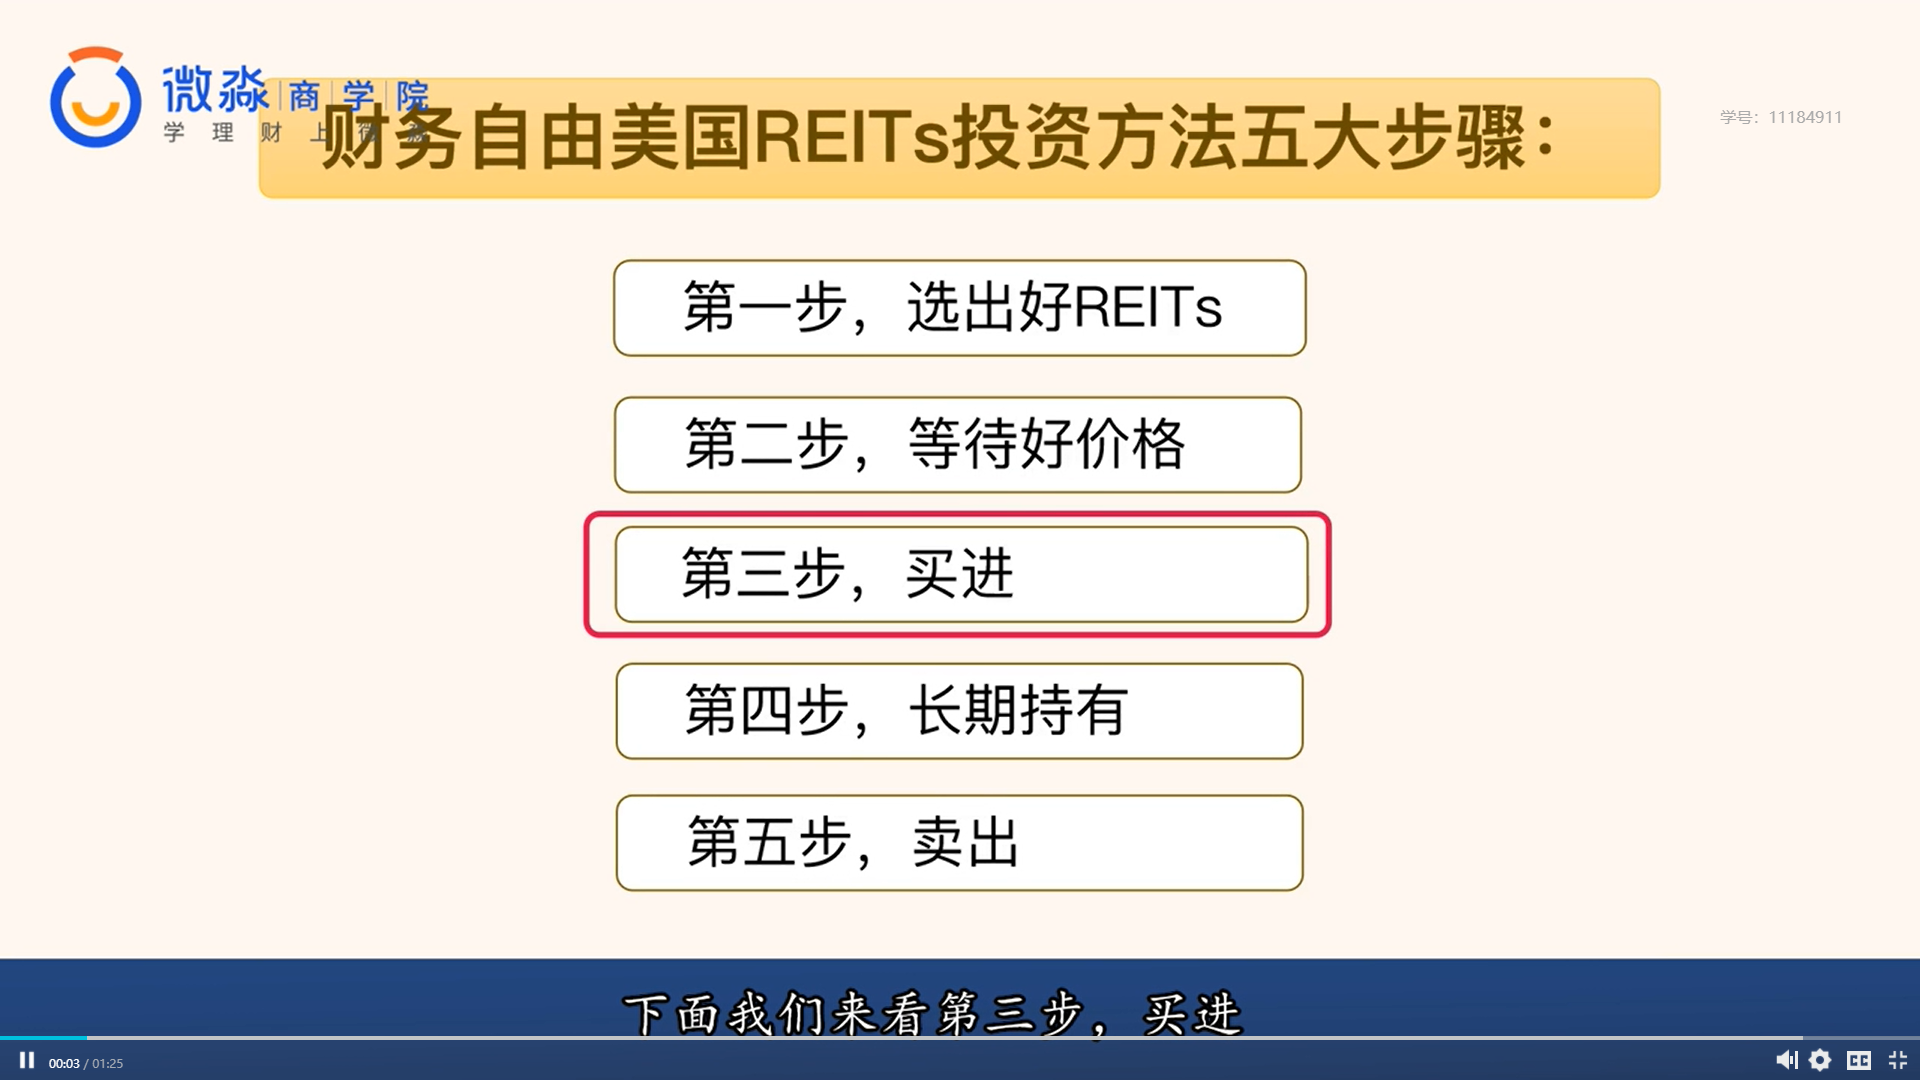 微淼商学院
学理财上微淼
学号：11184911
财务自由美国REITs投资方法五大步骤：
第一步，选出好REITs
第二步，等待好价格
第三步，买进
第四步，长期持有
第五步，卖出
下面我们来看第三步，买进
00:03 / 01:25
CC